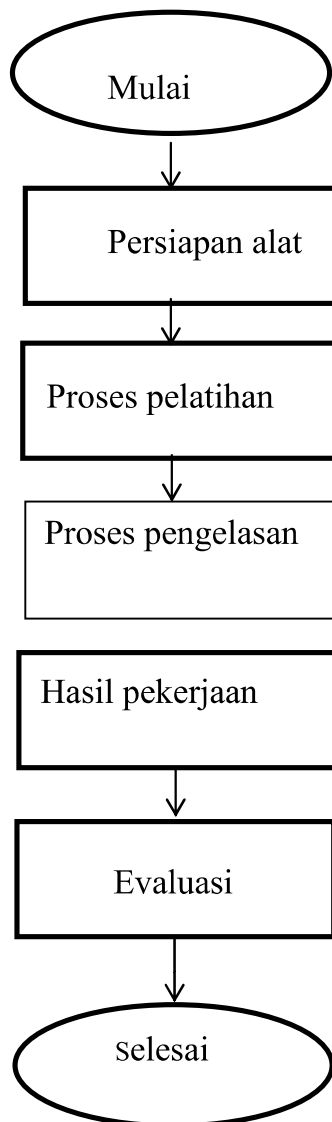 Mulai
Persiapan alat
Proses pelatihan
Proses pengelasan
Hasil pekerjaan
Evaluasi
Selesai